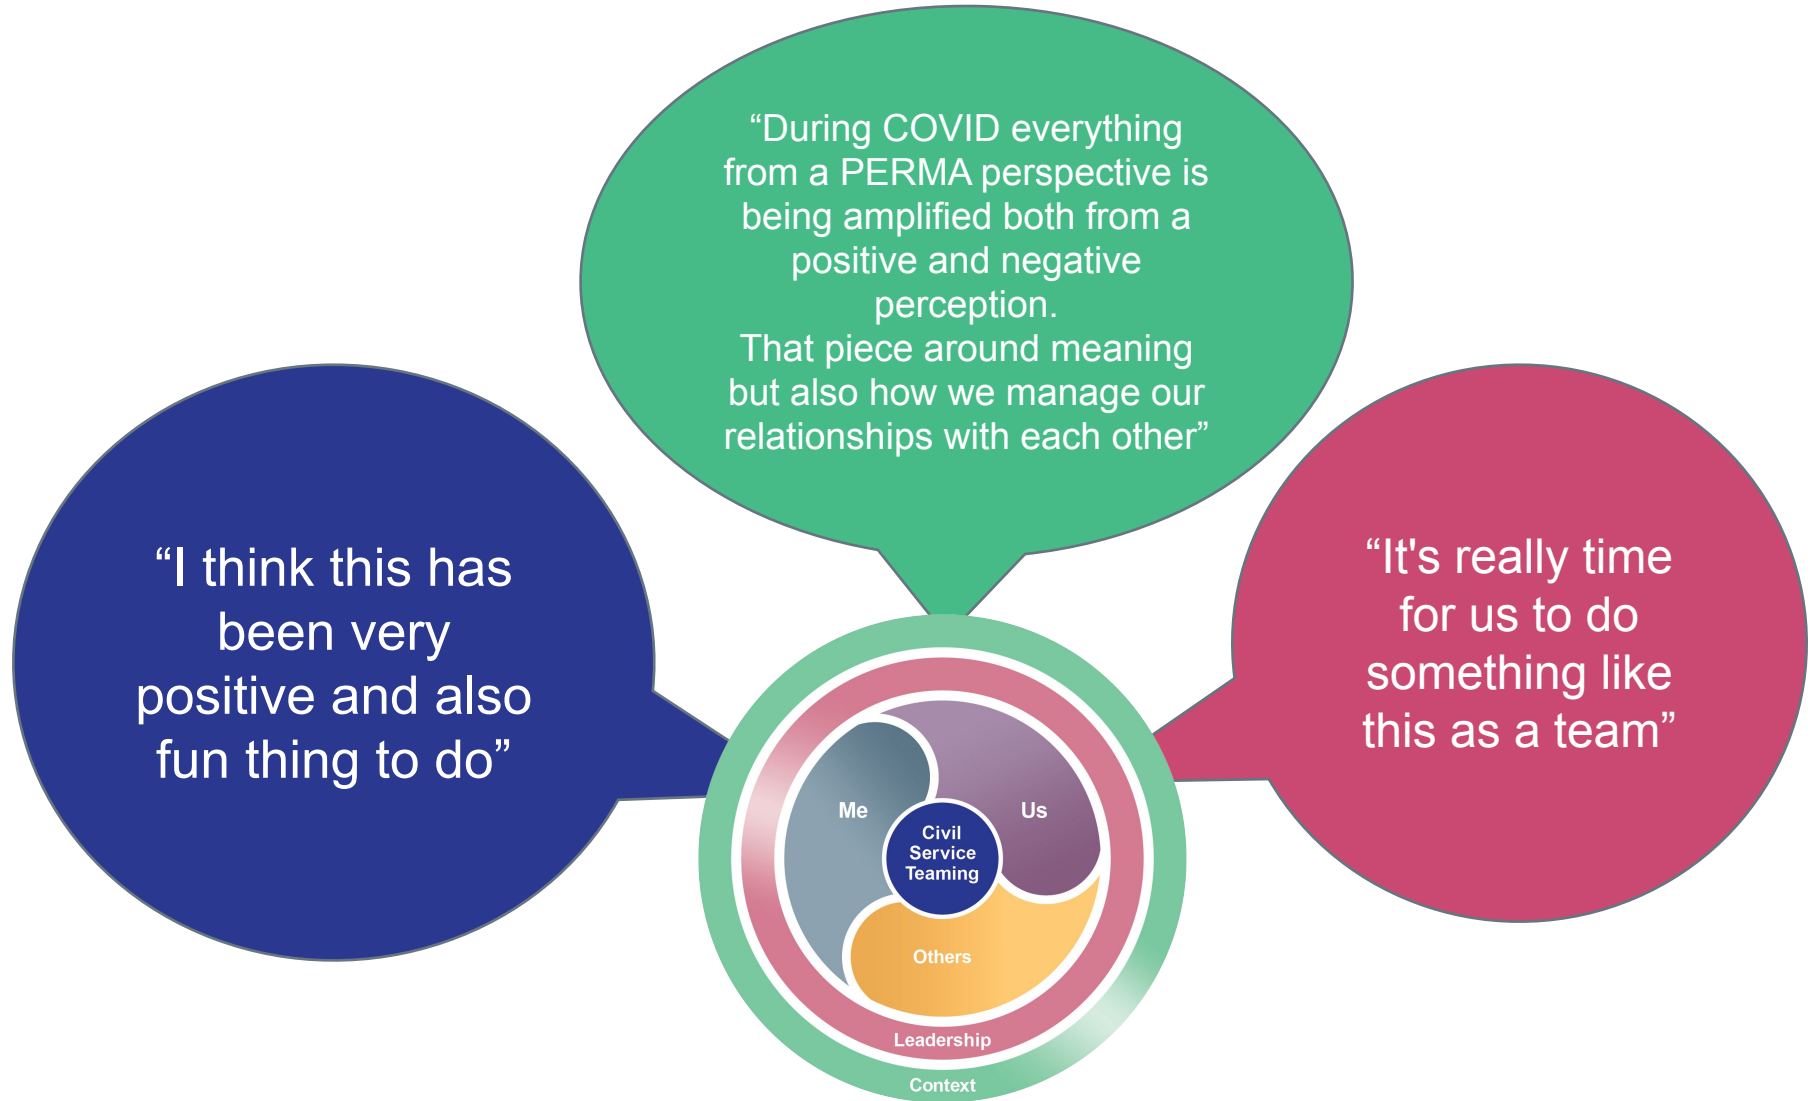 “During COVID everything
from a PERMA perspective is
being amplified both from a
positive and negative
perception.
That piece around meaning
but also how we manage our
relationships with each other”
“I think this has
been very
positive and also
fun thing to do”
“It's really time
for us to do
something like
this as a team”
Me
Us
Civil
Service
Teaming
Others
Leadership
Context